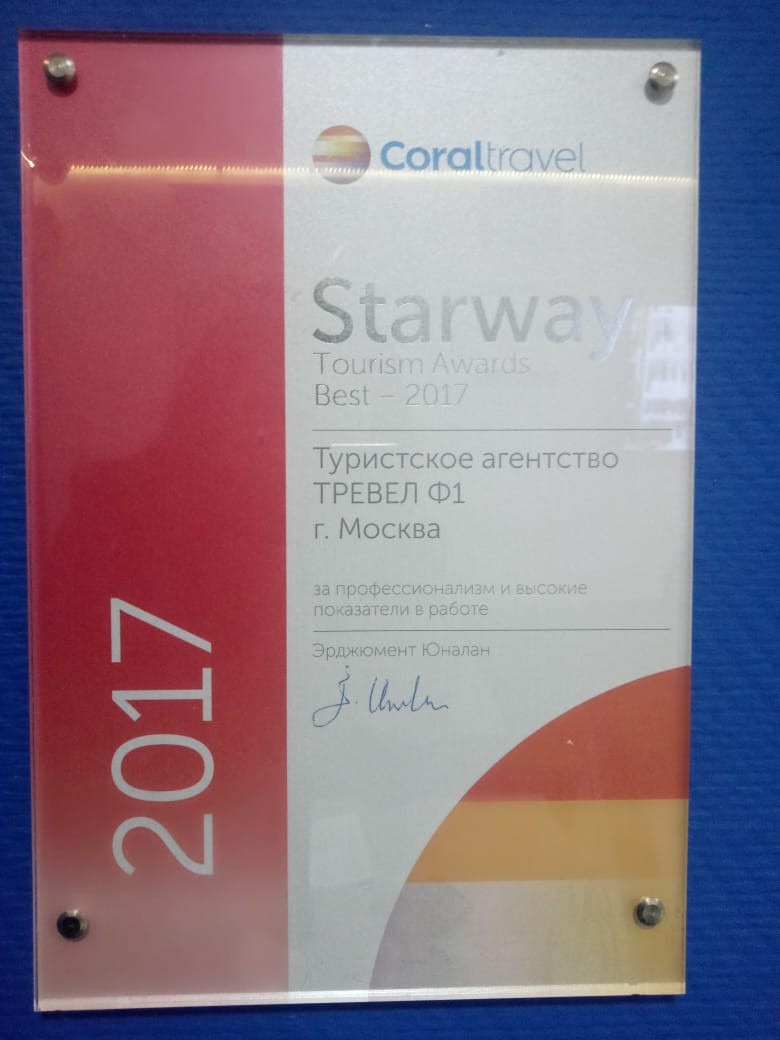 Coraltravel
Starway
Tourism Awards
Best – 2017
Туристское агентство
ТРЕВЕЛ Ф1
г. Москва
за профессионализм и высокие
показатели в работе
Эрджюмент Юналан
2017